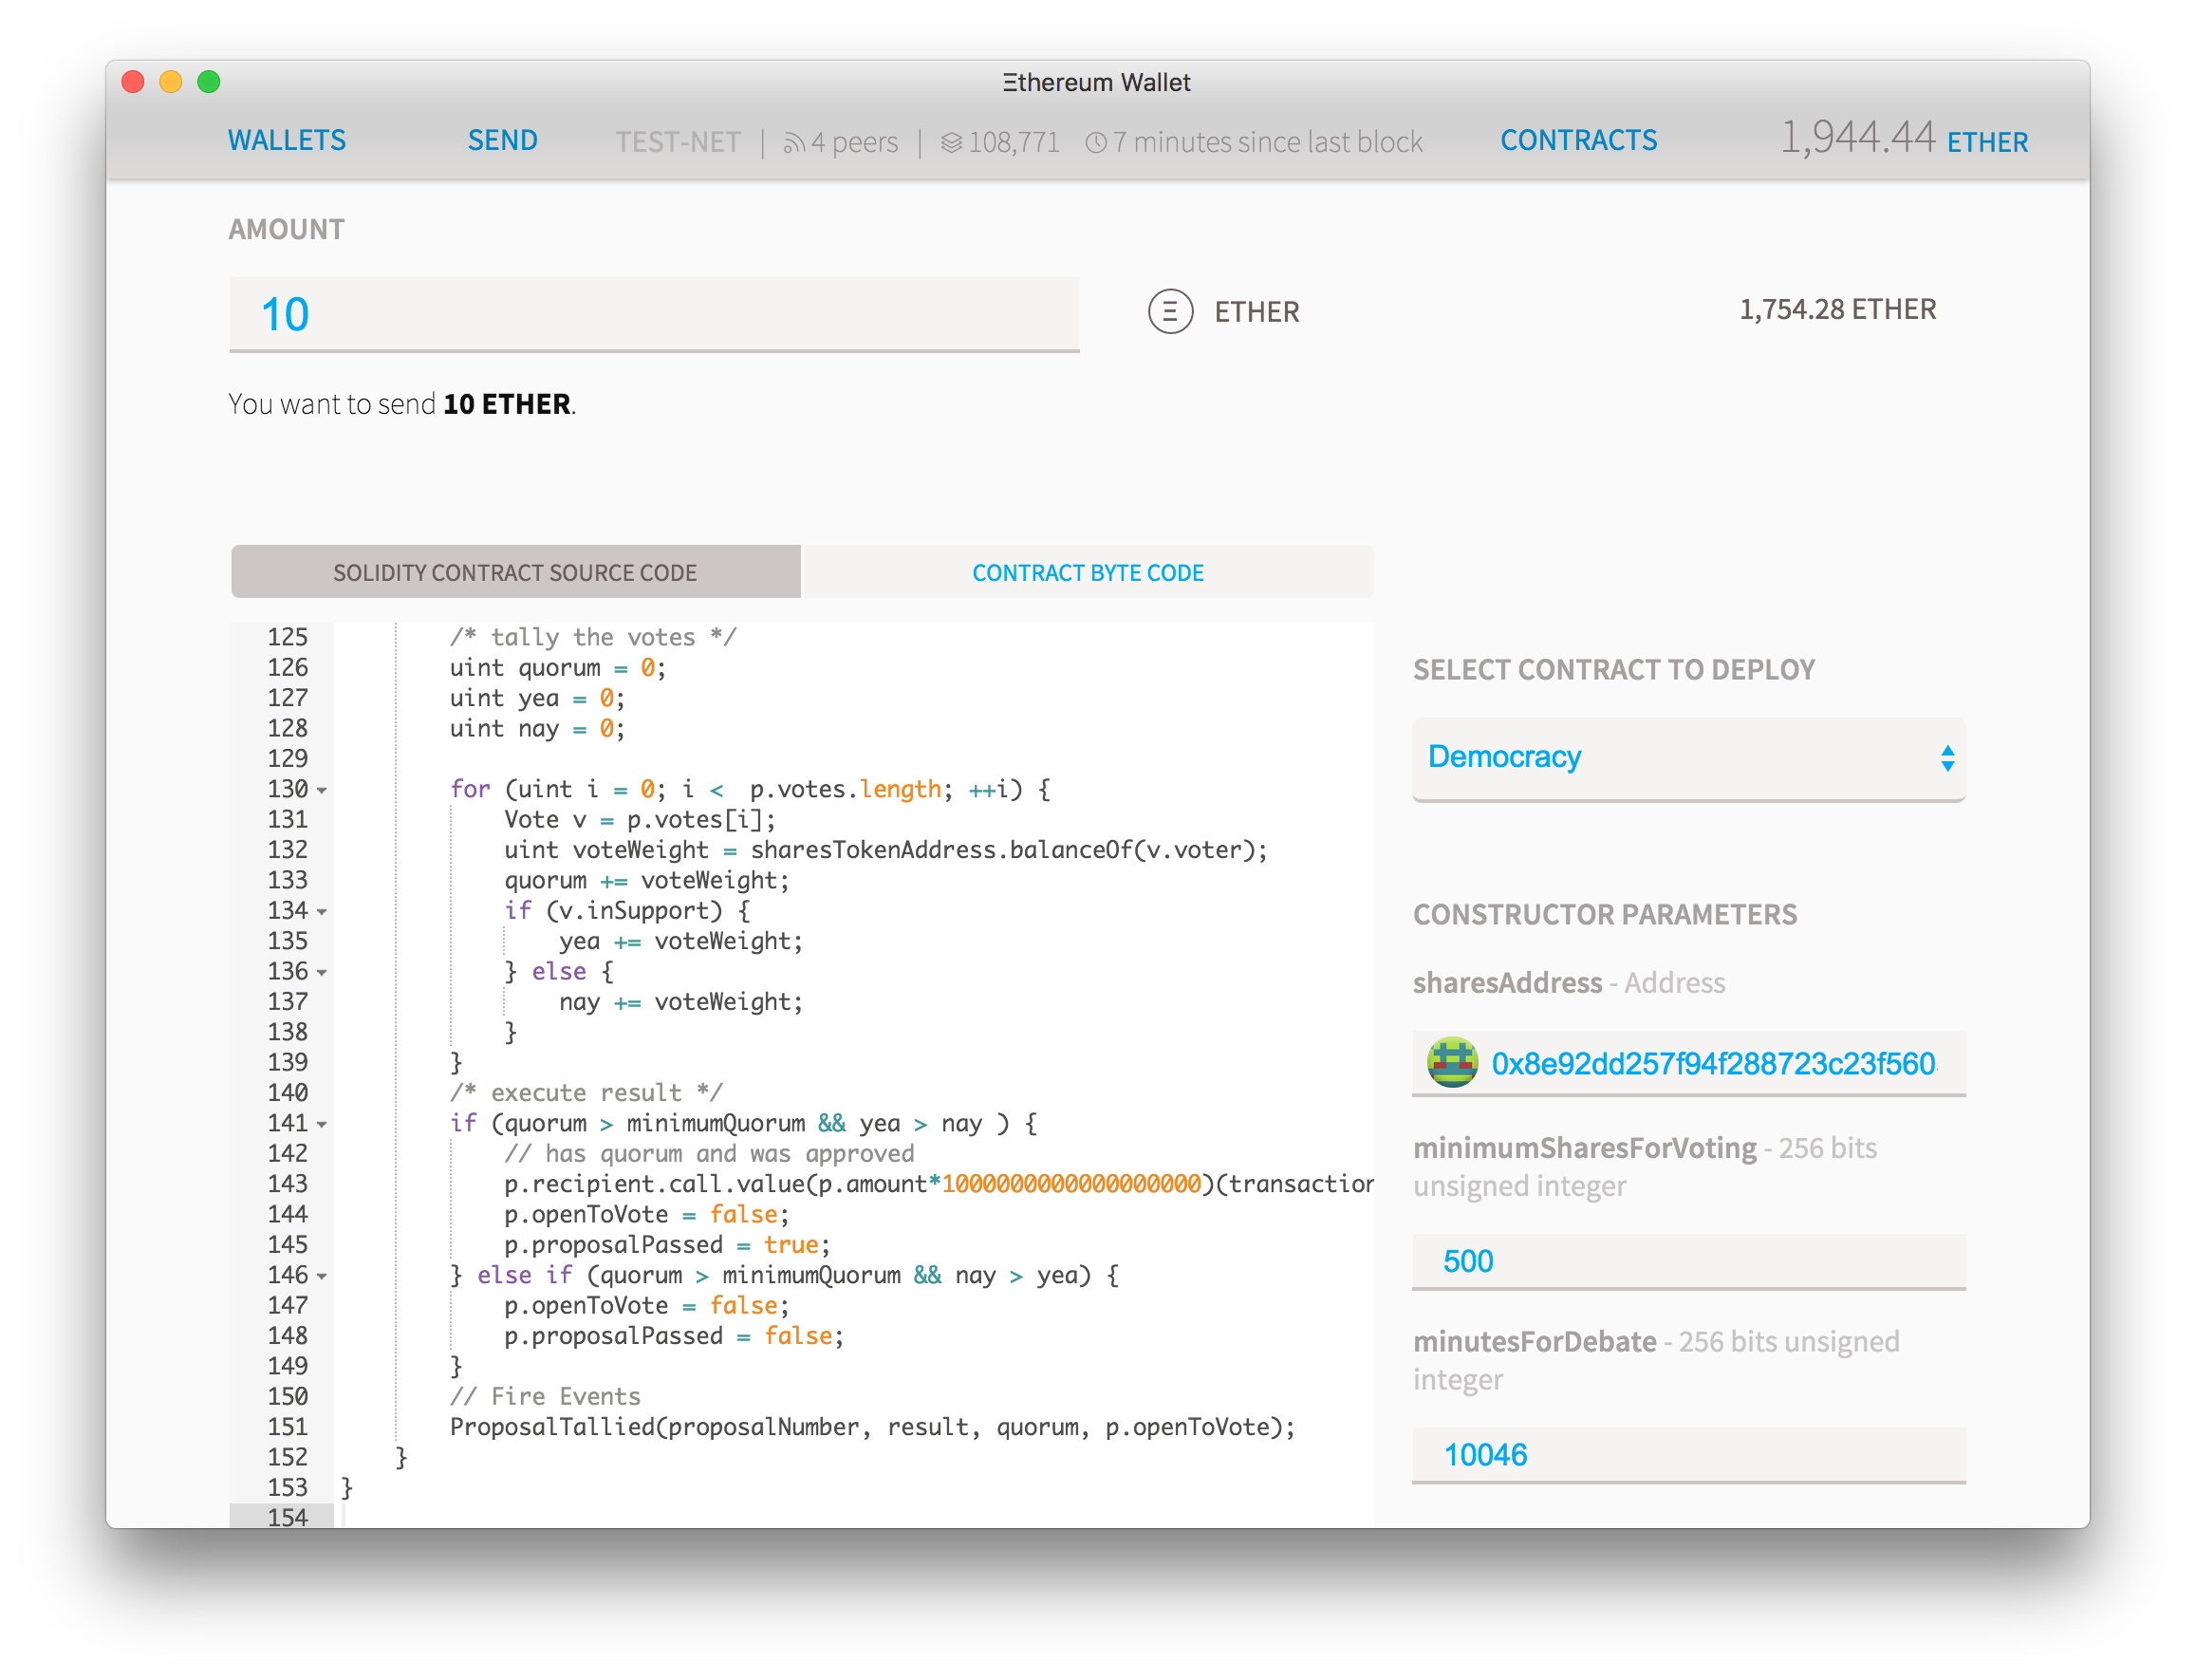 Ξthereum Wallet
WALLETS SEND TEST-NET | 4 peers | 108,771 7 minutes since last block CONTRACTS 1,944.44 ETHER
AMOUNT
10 Ξ ETHER 1,754.28 ETHER
You want to send 10 ETHER.
SOLIDITY CONTRACT SOURCE CODE CONTRACT BYTE CODE
125 /* tally the votes */
126 uint quorum = 0;
127 uint yea = 0;
128 uint nay = 0;
129
130 for (uint i = 0; i <  p.votes.length; ++i) {
131 Vote v = p.votes[i];
132 uint voteWeight = sharesTokenAddress.balanceOf(v.voter);
133 quorum += voteWeight;
134 if (v.inSupport) {
135 yea += voteWeight;
136 } else {
137 nay += voteWeight;
138 }
139 }
140 /* execute result */
141 if (quorum > minimumQuorum && yea > nay ) {
142 // has quorum and was approved
143 p.recipient.call.value(p.amount*1000000000000000000)(transaction
144 p.openToVote = false;
145 p.proposalPassed = true;
146 } else if (quorum > minimumQuorum && nay > yea) {
147 p.openToVote = false;
148 p.proposalPassed = false;
149 }
150 // Fire Events
151 ProposalTallied(proposalNumber, result, quorum, p.openToVote);
152 }
153 }
154
SELECT CONTRACT TO DEPLOY
Democracy
CONSTRUCTOR PARAMETERS
sharesAddress - Address
0x8e92dd257f94f288723c23f560
minimumSharesForVoting - 256 bits
unsigned integer
500
minutesForDebate - 256 bits unsigned
integer
10046